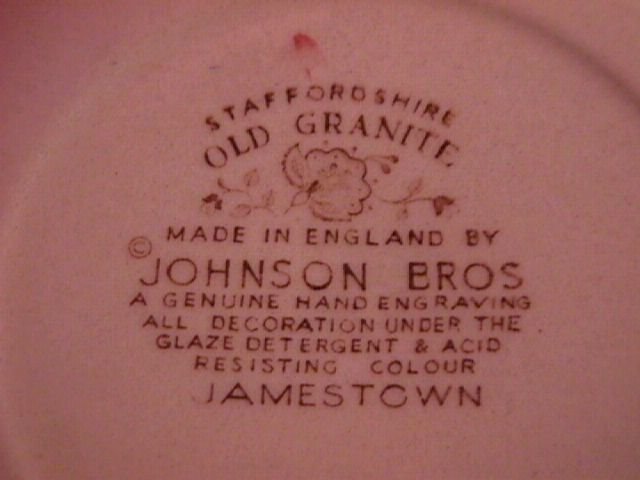 STAFFORDSHIRE
OLD GRANITE
MADE IN ENGLAND BY
© JOHNSON BROS
A GENUINE HAND ENGRAVING
ALL DECORATION UNDER THE
GLAZE DETERGENT & ACID
RESISTING COLOUR
JAMESTOWN